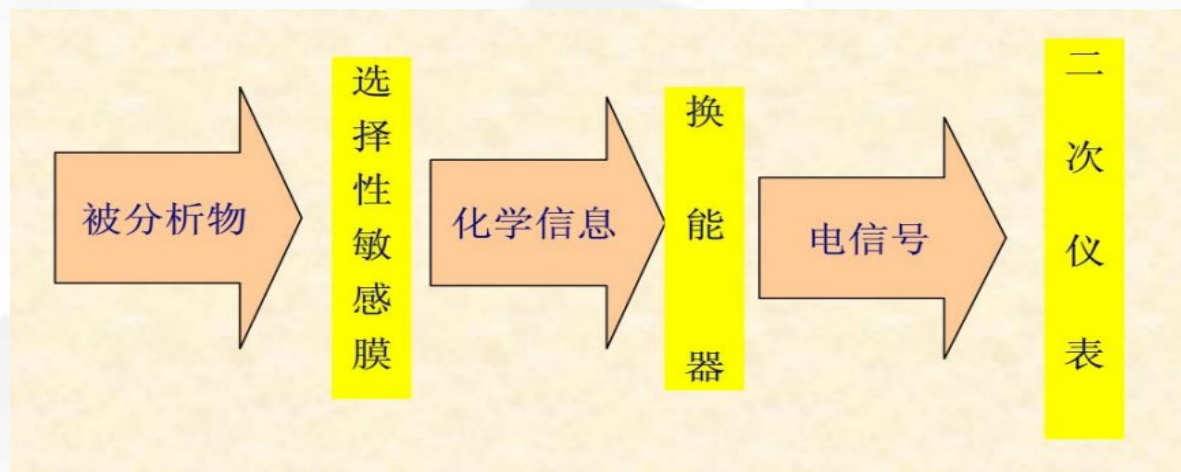 被分析物
选择性敏感膜
化学信息
换能器
电信号
二次仪表